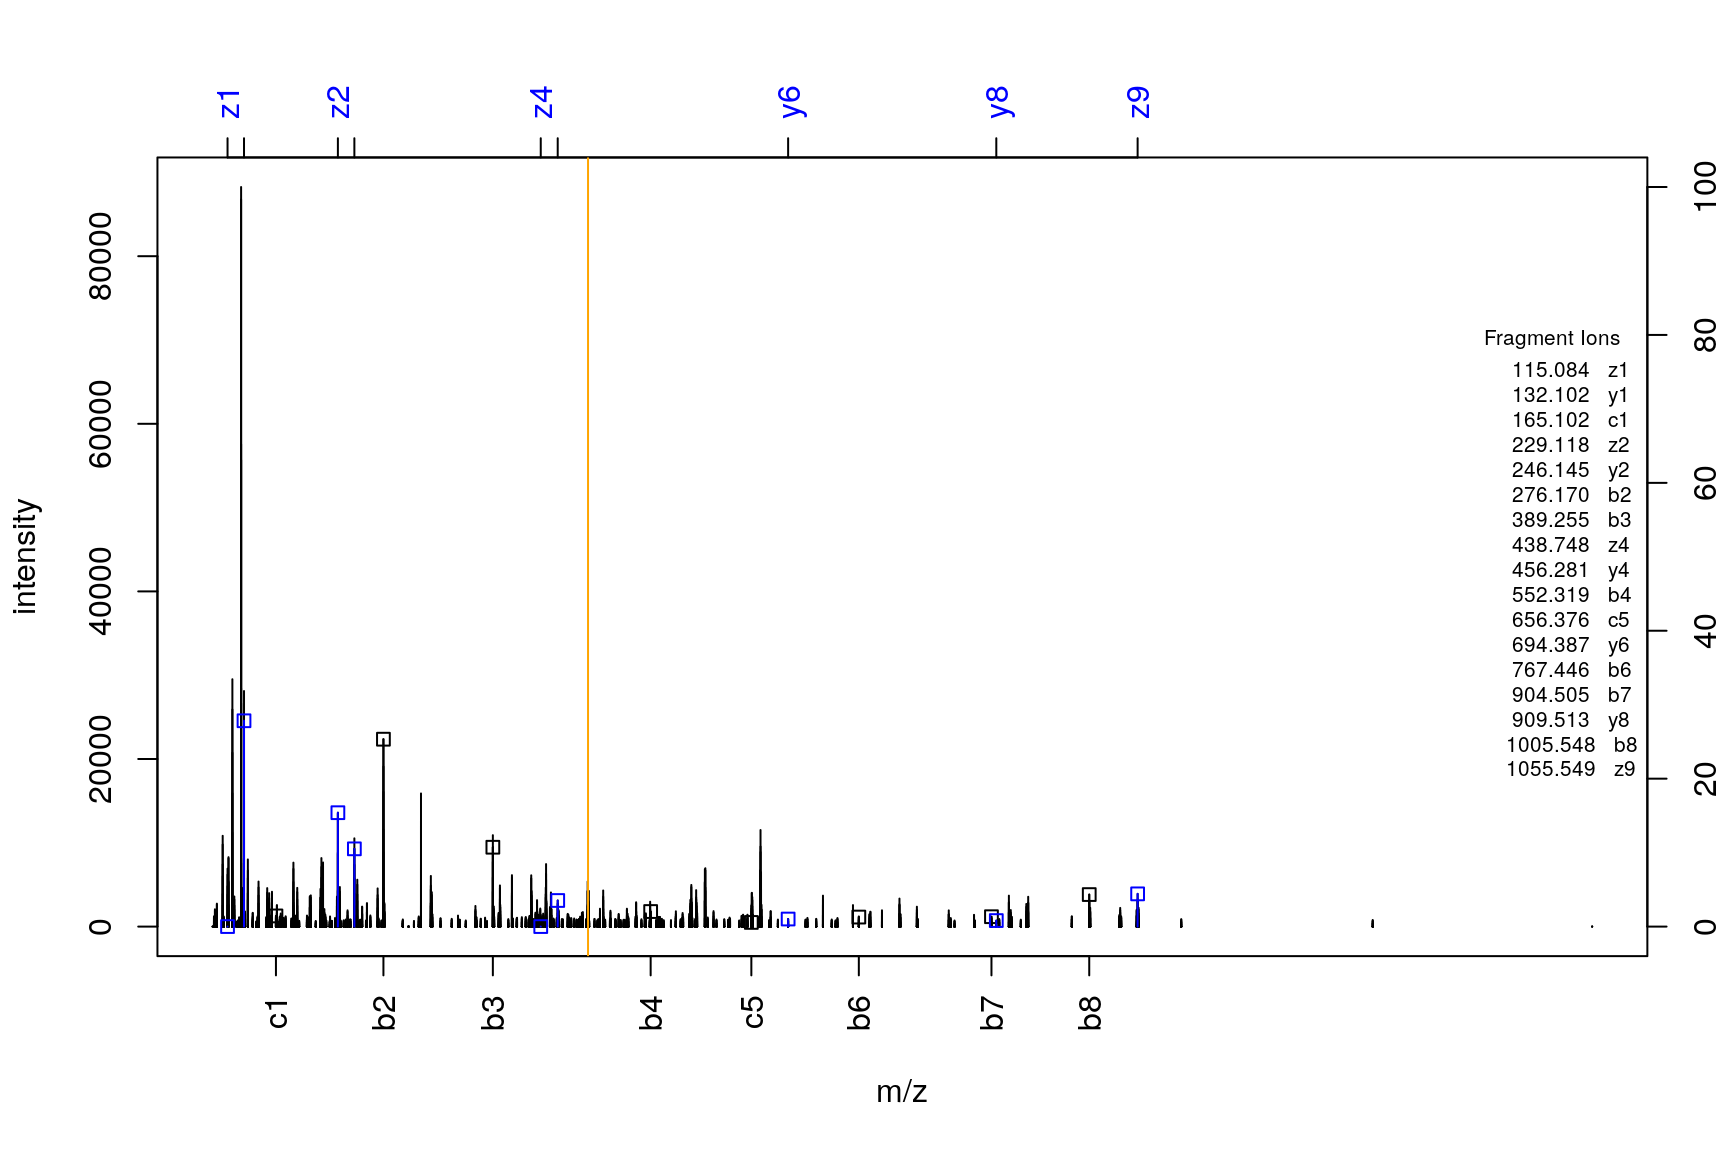 z1 z2 z4 y6 y8 z9
intensity
0 20000 40000 60000 80000
0 20 40 60 80 100
Fragment Ions
115.084 z1
132.102 y1
165.102 c1
229.118 z2
246.145 y2
276.170 b2
389.255 b3
438.748 z4
456.281 y4
552.319 b4
656.376 c5
694.387 y6
767.446 b6
904.505 b7
909.513 y8
1005.548 b8
1055.549 z9
c1 b2 b3 b4 c5 b6 b7 b8
m/z